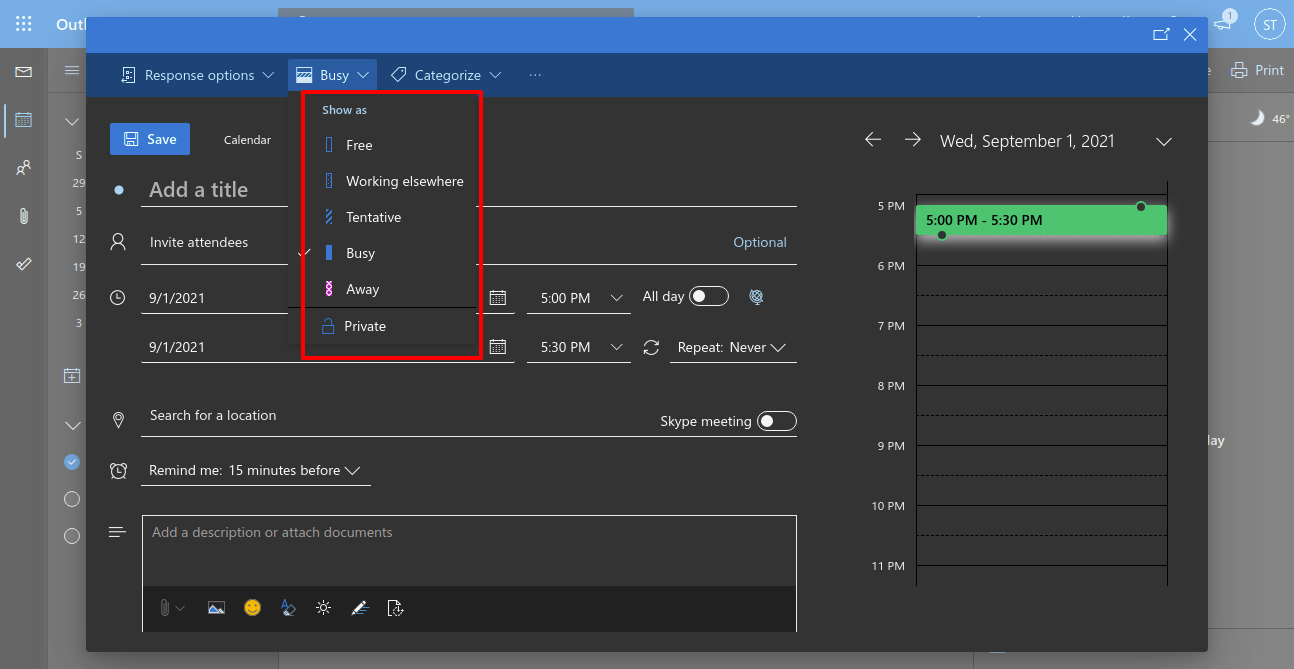 1
ST
Response options
Busy
Categorize
...
Print
Show as
Save
Calendar
Free
Wed, September 1, 2021
46°
S
Working elsewhere
29
Add a title
Tentative
5
5 PM
5:00 PM - 5:30 PM
12
Invite attendees
Busy
Optional
19
6 PM
26
9/1/2021
Away
5:00 PM
All day
3
Private
7 PM
9/1/2021
5:30 PM
Repeat: Never
8 PM
Search for a location
Skype meeting
9 PM
Remind me: 15 minutes before
10 PM
Add a description or attach documents
11 PM